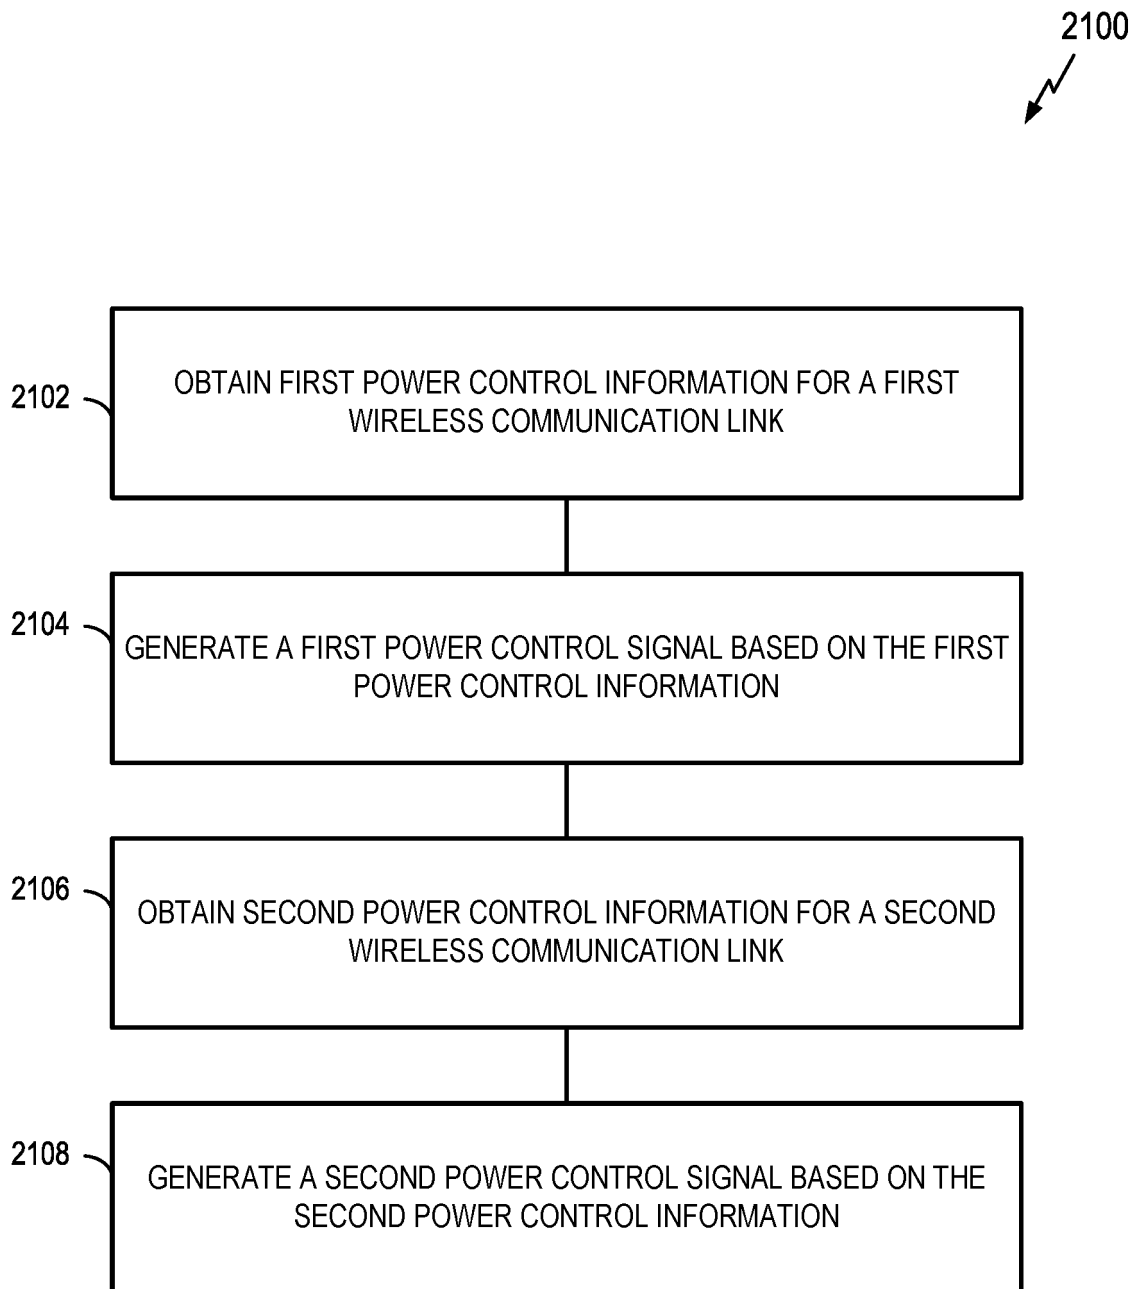 2100
2102
OBTAIN FIRST POWER CONTROL INFORMATION FOR A FIRST
WIRELESS COMMUNICATION LINK
2104
GENERATE A FIRST POWER CONTROL SIGNAL BASED ON THE FIRST
POWER CONTROL INFORMATION
2106
OBTAIN SECOND POWER CONTROL INFORMATION FOR A SECOND
WIRELESS COMMUNICATION LINK
2108
GENERATE A SECOND POWER CONTROL SIGNAL BASED ON THE
SECOND POWER CONTROL INFORMATION